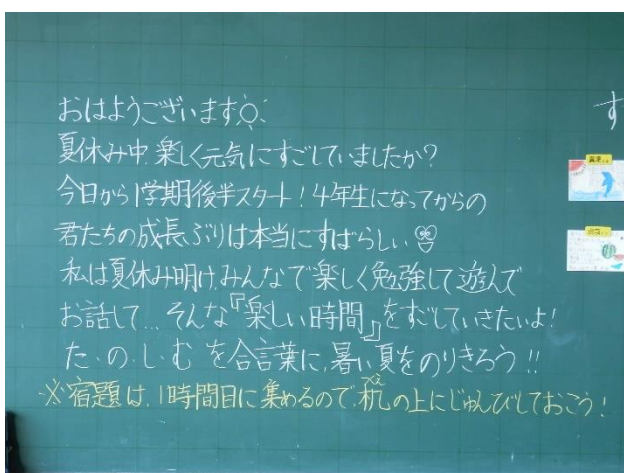 おはようございます
夏休み中、楽しく元気にすごしていましたか?
今日から1学期後半スタート!4年生になってからの
君たちの成長ぶりは本当にすばらしい
私は夏休み明け、みんなで楽しく勉強して遊んで
お話して...そんな『楽しい時間』をすごしていきたいよ!
た・の・し・む を合言葉に、暑い夏をのりきろう!!
※宿題は、1時間目に集めるので、机の上にじゅんびしておこう!
す